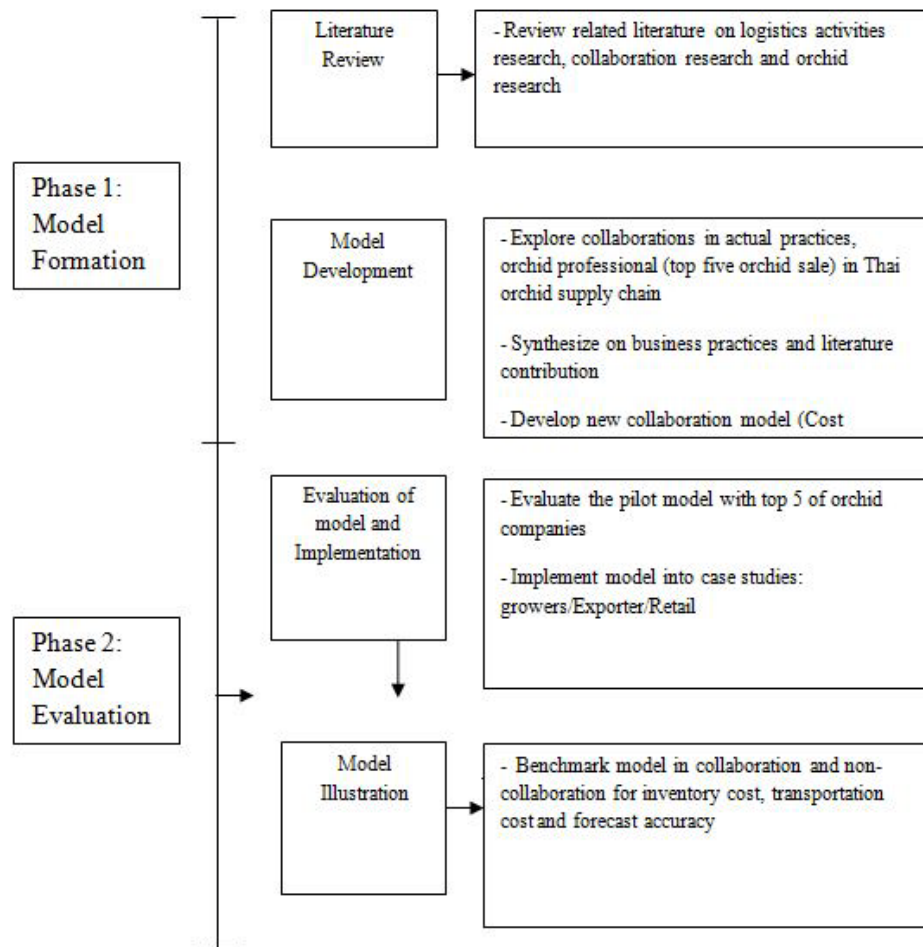 Literature
Review
- Review related literature on logistics activities
research, collaboration research and orchid
research
Phase 1:
Model
Formation
Model
Development
- Explore collaborations in actual practices,
orchid professional (top five orchid sale) in Thai
orchid supply chain
- Synthesize on business practices and literature
contribution
- Develop new collaboration model (Cost
Evaluation of
model and
Implementation
- Evaluate the pilot model with top 5 of orchid
companies
- Implement model into case studies:
growers/Exporter/Retail
Phase 2:
Model
Evaluation
Model
Illustration
- Benchmark model in collaboration and non-
collaboration for inventory cost, transportation
cost and forecast accuracy